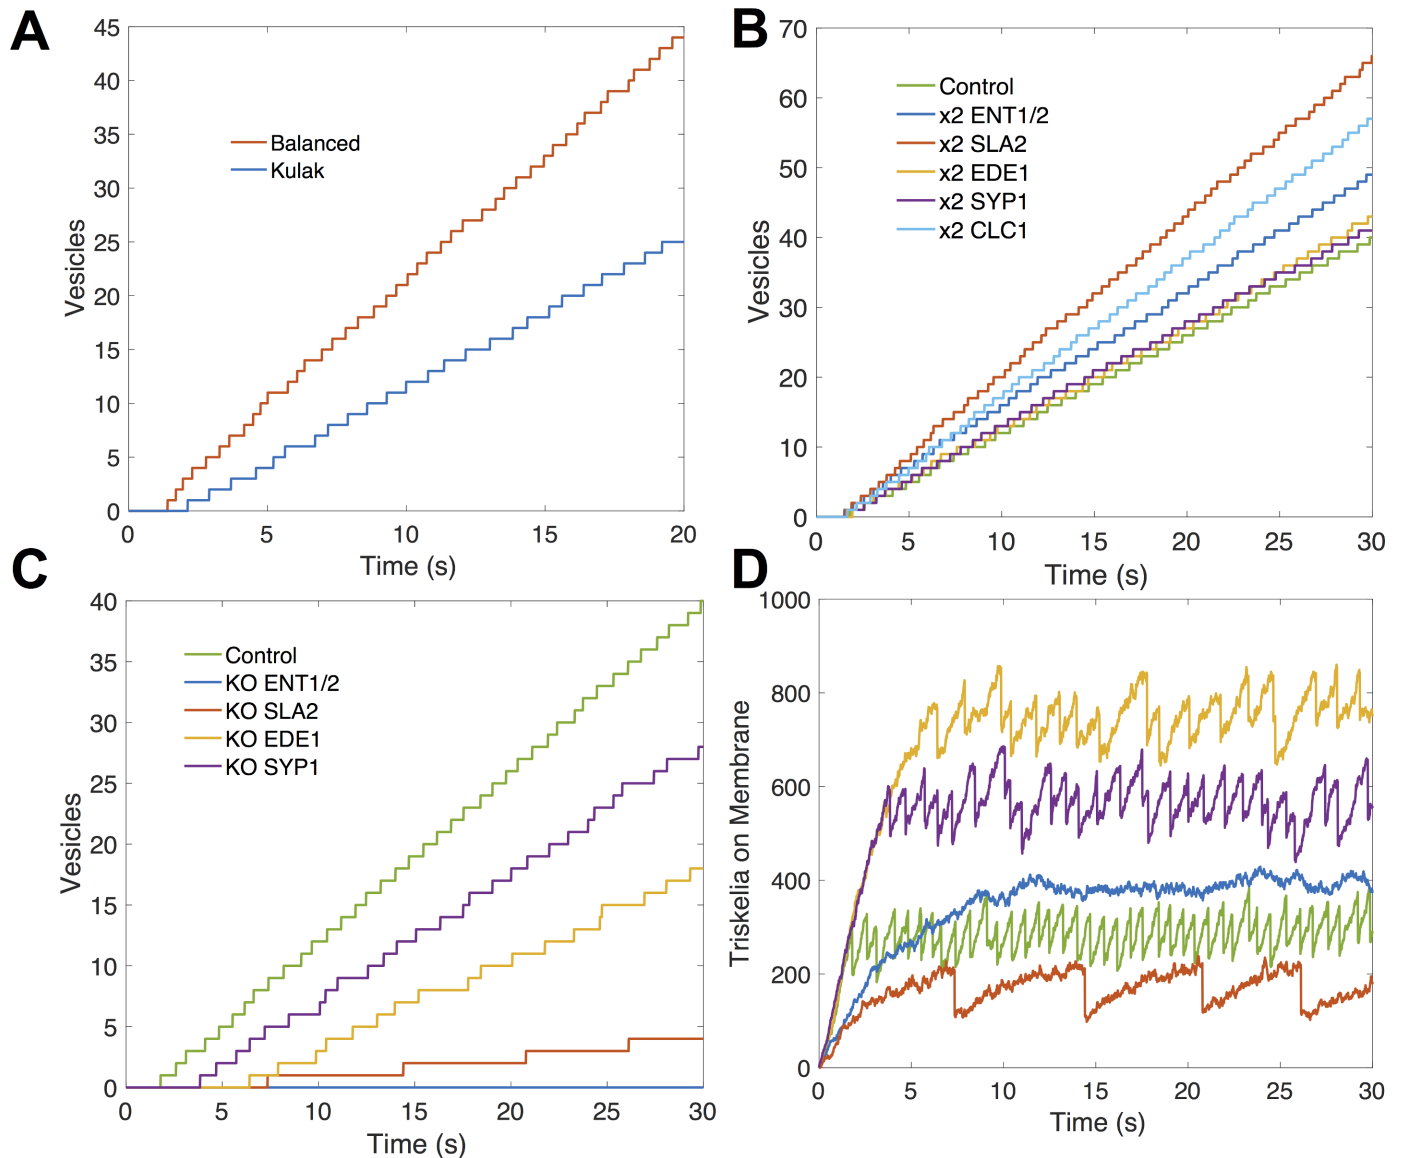 A
45
40
35
30
25
20
15
10
5
0
Vesicles
Balanced
Kulak
0 5 10 15 20
Time (s)
B
70
60
50
40
30
20
10
0
Vesicles
Control
x2 ENT1/2
x2 SLA2
x2 EDE1
x2 SYP1
x2 CLC1
0 5 10 15 20 25 30
Time (s)
C
40
35
30
25
20
15
10
5
0
Vesicles
Control
KO ENT1/2
KO SLA2
KO EDE1
KO SYP1
0 5 10 15 20 25 30
Time (s)
D
1000
800
600
400
200
0
Triskelia on Membrane
0 5 10 15 20 25 30
Time (s)